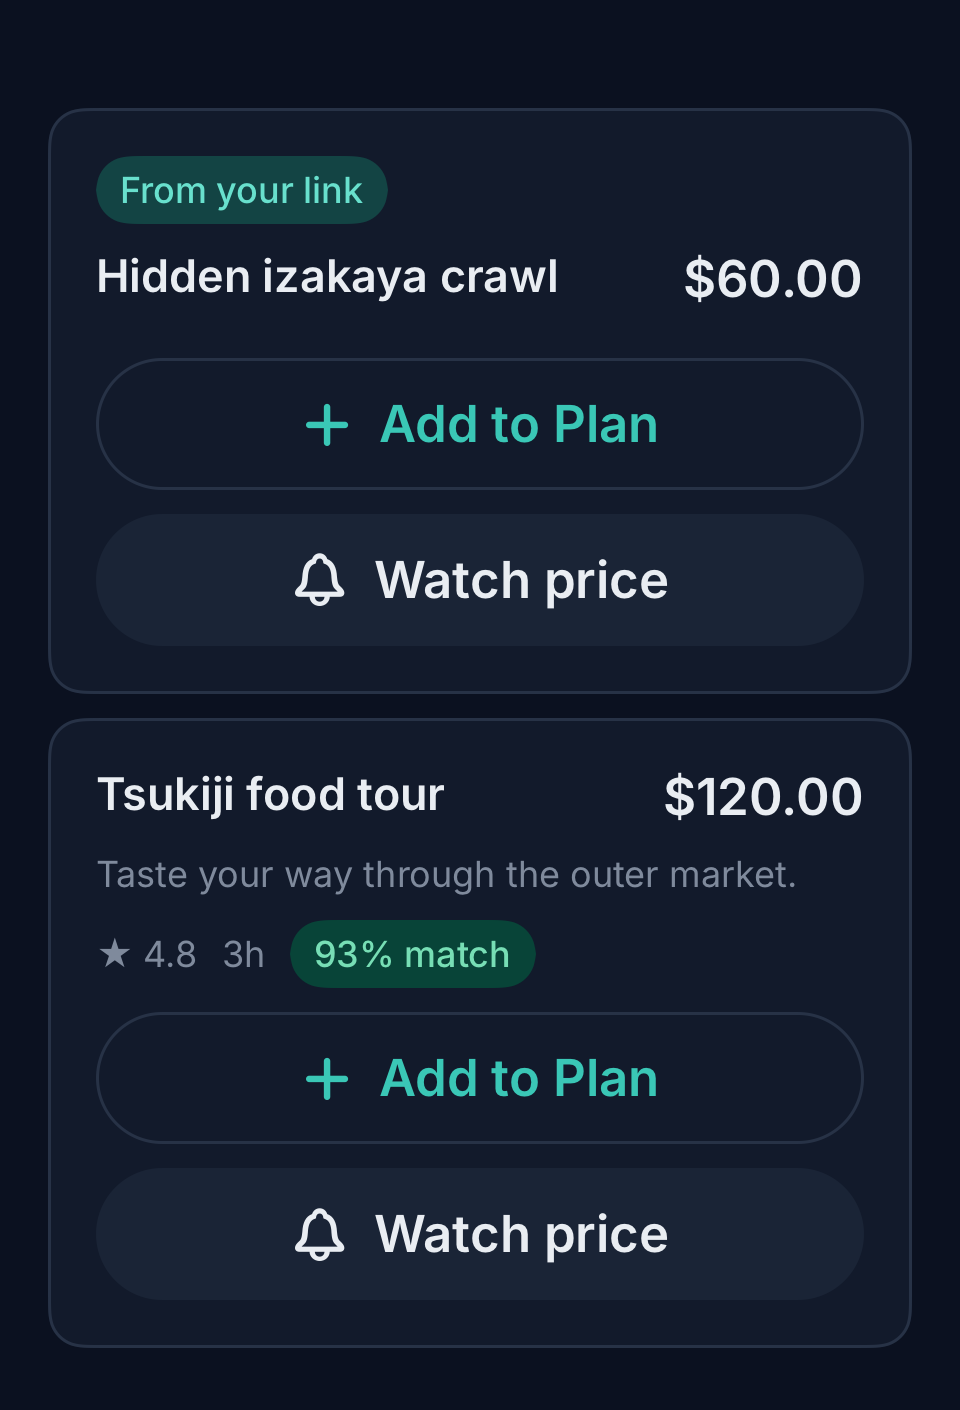 From your link
Hidden izakaya crawl $60.00
+ Add to Plan
Watch price
Tsukiji food tour $120.00
Taste your way through the outer market.
★ 4.8 3h 93% match
+ Add to Plan
Watch price